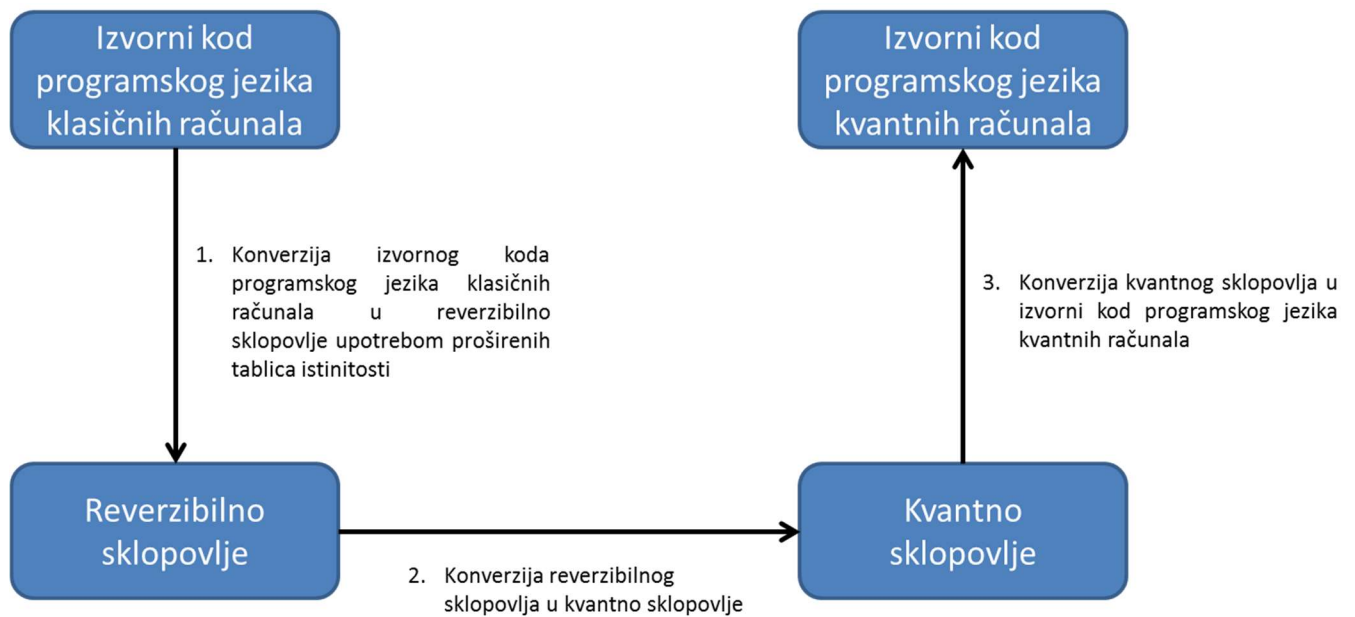 Izvorni kod
programskog jezika
klasičnih računala
Izvorni kod
programskog jezika
kvantnih računala
1. Konverzija izvornog koda
programskog jezika klasičnih
računala u reverzibilno
sklopovlje upotrebom proširenih
tablica istinitosti
3. Konverzija kvantnog sklopovlja u
izvorni kod programskog jezika
kvantnih računala
Reverzibilno
sklopovlje
Kvantno
sklopovlje
2. Konverzija reverzibilnog
sklopovlja u kvantno sklopovlje